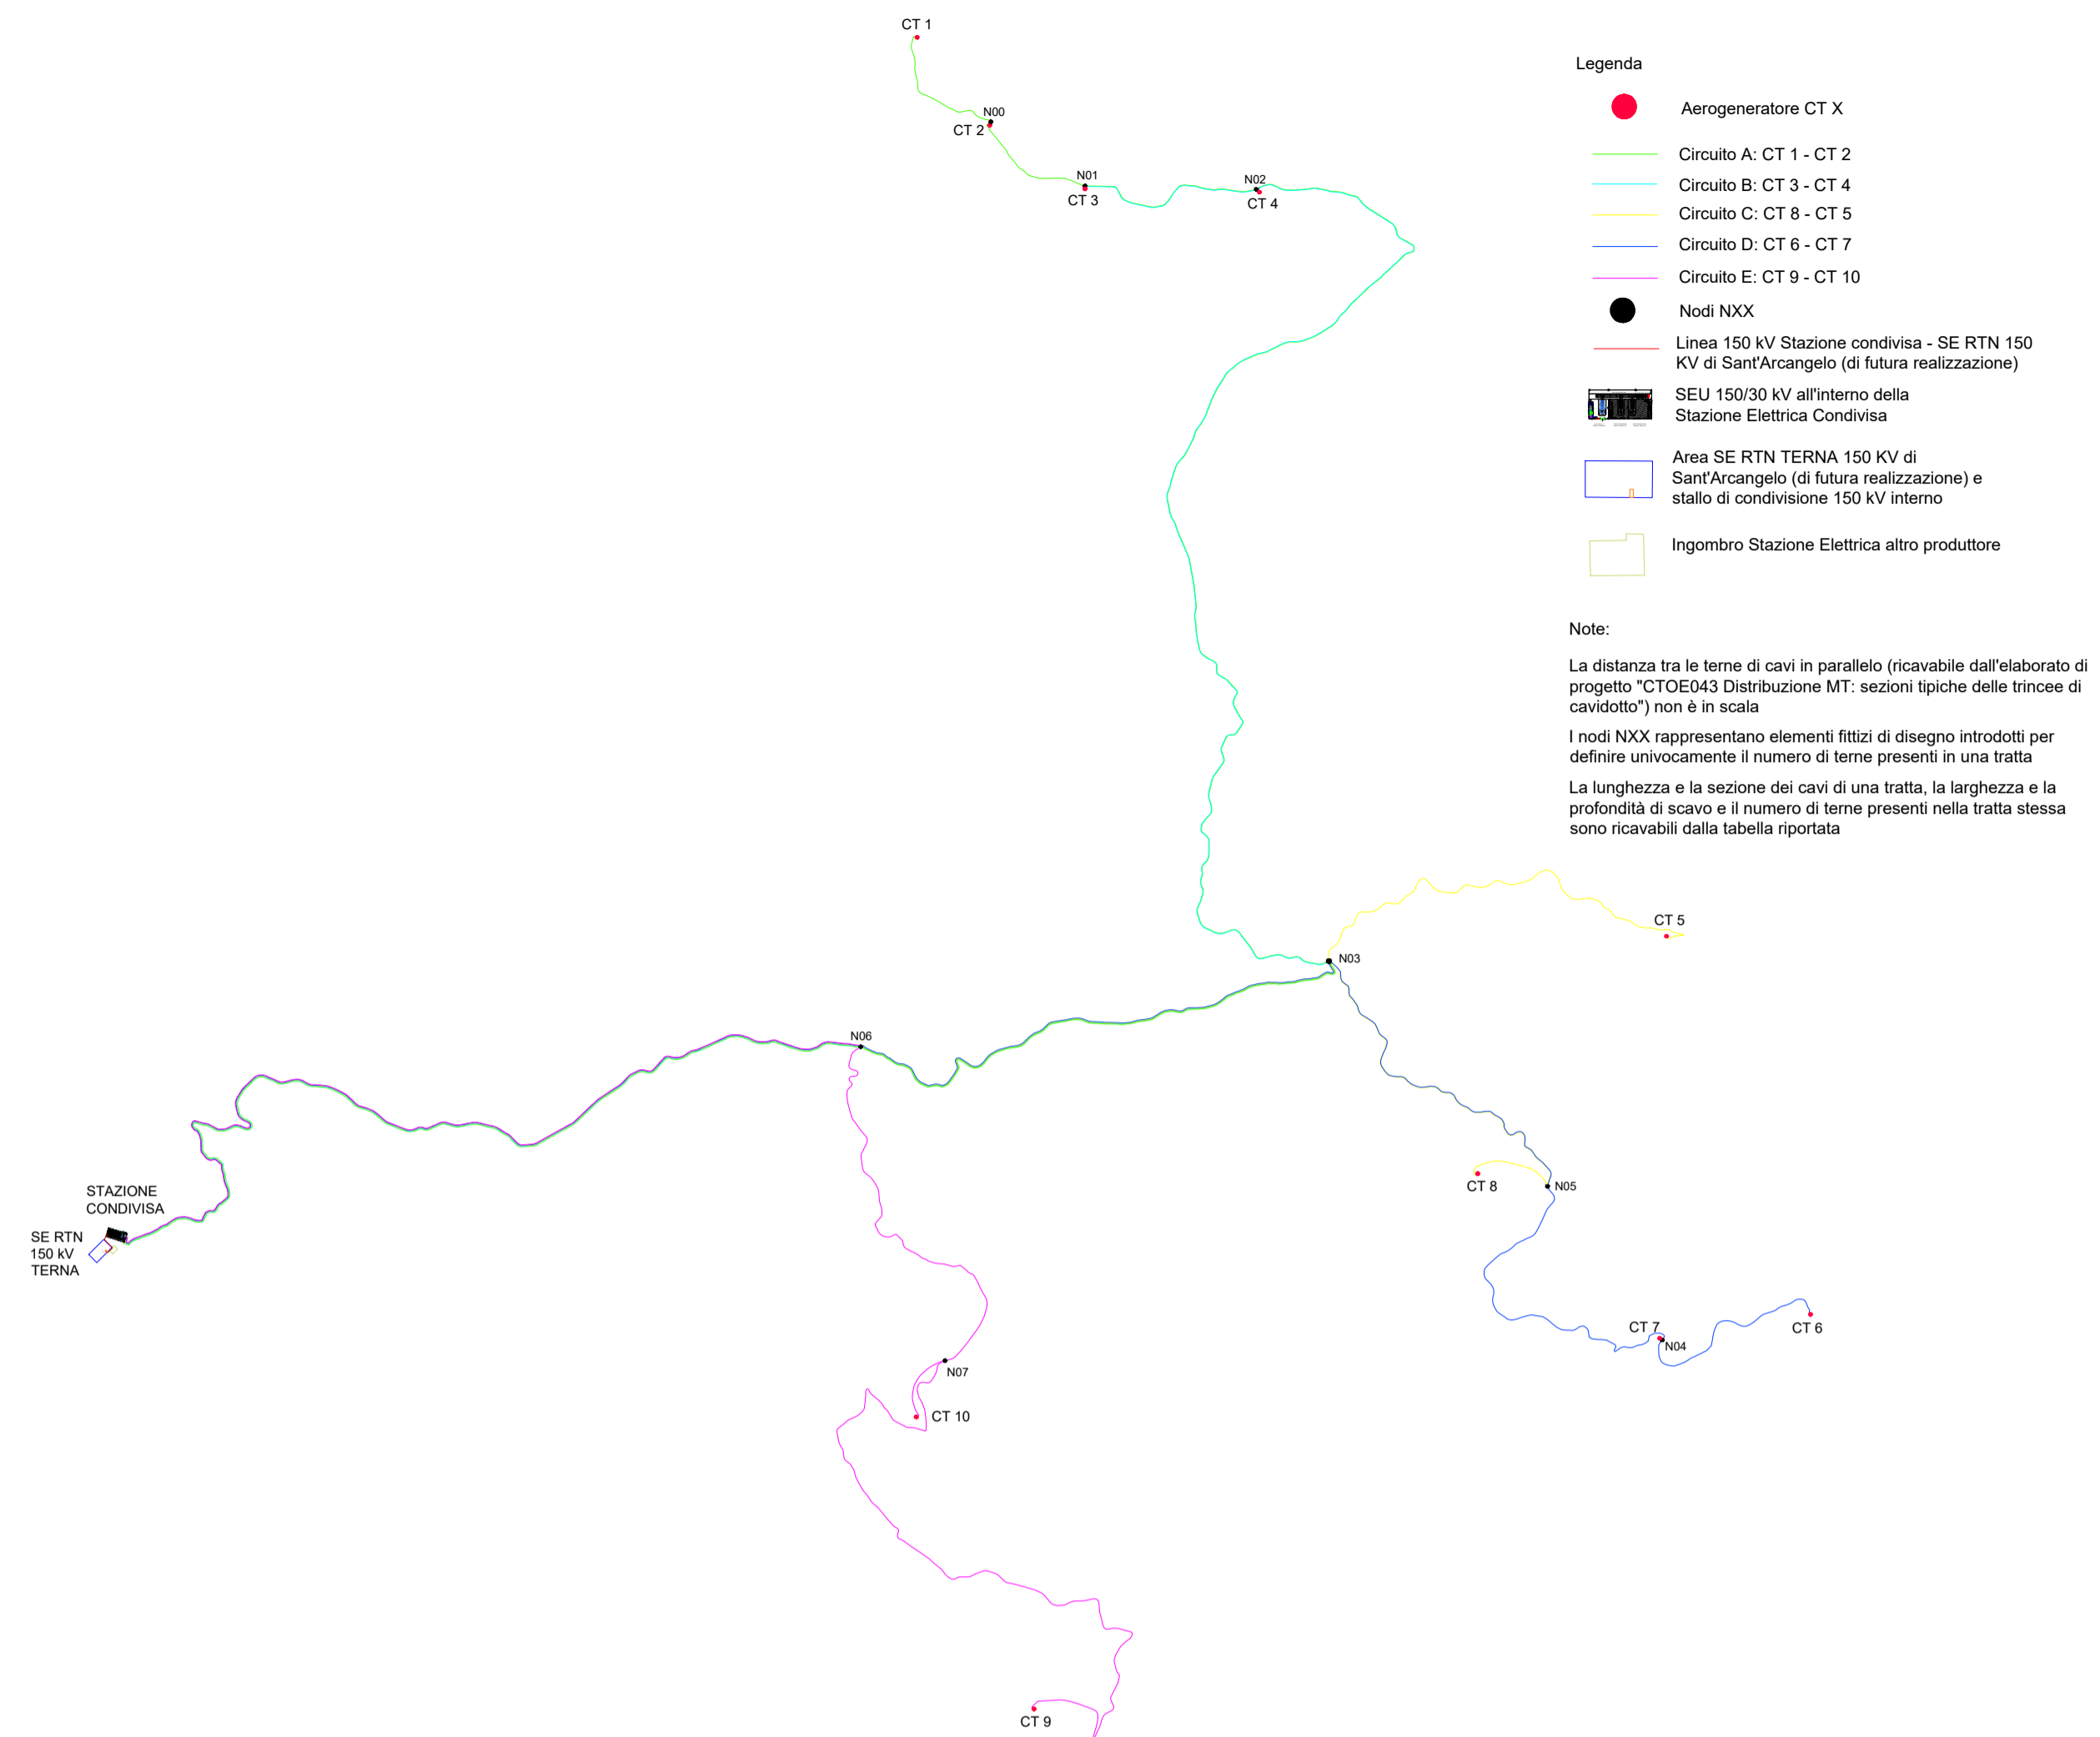 CT 1
N00
CT 2
N01
CT 3
N02
CT 4
CT 5
N03
N06
CT 8
N05
STAZIONE
CONDIVISA
SE RTN
150 kV
TERNA
CT 7
N04
CT 6
N07
CT 10
CT 9
Legenda
Aerogeneratore CT X
Circuito A: CT 1 - CT 2
Circuito B: CT 3 - CT 4
Circuito C: CT 8 - CT 5
Circuito D: CT 6 - CT 7
Circuito E: CT 9 - CT 10
Nodi NXX
Linea 150 kV Stazione condivisa - SE RTN 150
KV di Sant'Arcangelo (di futura realizzazione)
SEU 150/30 kV all'interno della
Stazione Elettrica Condivisa
Area SE RTN TERNA 150 KV di
Sant'Arcangelo (di futura realizzazione) e
stallo di condivisione 150 kV interno
Ingombro Stazione Elettrica altro produttore
Note:
La distanza tra le terne di cavi in parallelo (ricavabile dall'elaborato di
progetto "CTOE043 Distribuzione MT: sezioni tipiche delle trincee di
cavidotto") non è in scala
I nodi NXX rappresentano elementi fittizi di disegno introdotti per
definire univocamente il numero di terne presenti in una tratta
La lunghezza e la sezione dei cavi di una tratta, la larghezza e la
profondità di scavo e il numero di terne presenti nella tratta stessa
sono ricavabili dalla tabella riportata